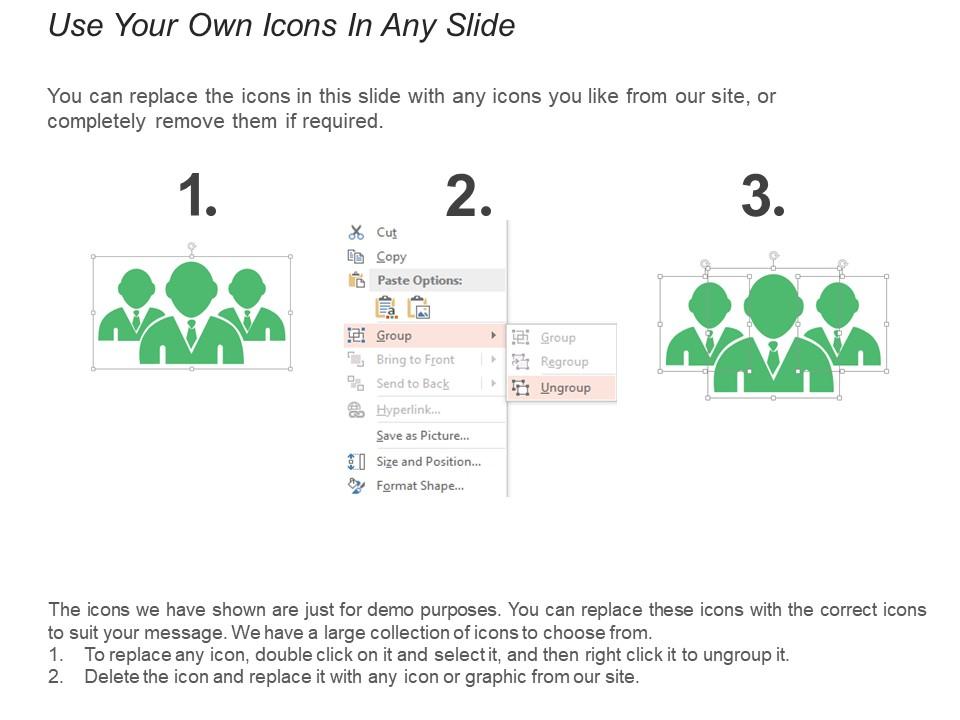 Use Your Own Icons In Any Slide
You can replace the icons in this slide with any icons you like from our site, or
completely remove them if required.
1.
2.
3.
Cut
Copy
Paste Options:
a
Group
Bring to Front
Send to Back
Hyperlink...
Save as Picture...
Size and Position...
Format Shape...
Group
Regroup
Ungroup
The icons we have shown are just for demo purposes. You can replace these icons with the correct icons
to suit your message. We have a large collection of icons to choose from.
1. To replace any icon, double click on it and select it, and then right click it to ungroup it.
2. Delete the icon and replace it with any icon or graphic from our site.